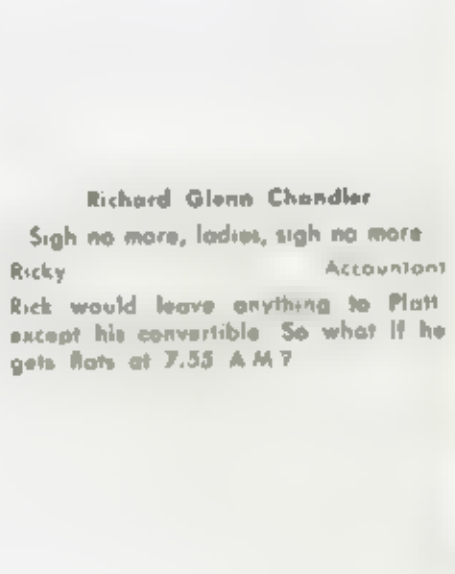 Richard Glenn Chandler
Sigh no more, ladies, sigh no more
Ricky Accountant
Rick would leave anything to Platt
except his convertible So what if he
gets flats at 7.55 A M ?